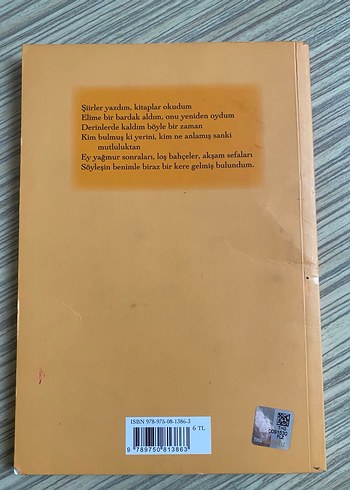 Şiirler yazdım, kitaplar okudum
Elime bir bardak aldım, onu yeniden oydum
Derinlerde kaldım böyle bir zaman
Kim bulmuş ki yerini, kim ne anlamış sanki
mutluluktan
Ey yağmur sonraları, loş bahçeler, akşam sefaları
Söyleşin benimle biraz bir kere gelmiş bulundum.
ISBN 978-975-08-1386-3
6 TL
9 789750 813863